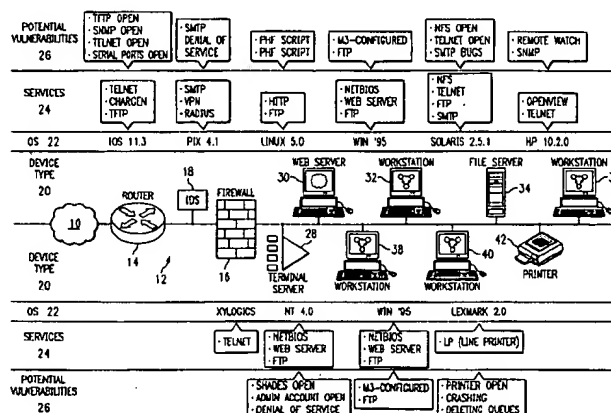 POTENTIAL
VULNERABILITIES
26
· TFTP OPEN
· SNMP OPEN
· TELNET OPEN
· SERIAL PORTS OPEN
· SMTP
· DENIAL OF
SERVICE
· PHF SCRIPT
· PHF SCRIPT
· M3-CONFIGURED
· FTP
· NFS OPEN
· TELNET OPEN
· SMTP BUGS
· REMOTE WATCH
· SNMP
SERVICES
24
· TELNET
· CHARGEN
· TFTP
· SMTP
· VPN
· RADIUS
· HTTP
· FTP
· NETBIOS
· WEB SERVER
· FTP
· NFS
· TELNET
· FTP
· SMTP
· OPENVIEW
· TELNET
OS 22 IOS 11.3 PIX 4.1 LINUX 5.0 WIN '95 SOLARIS 2.5.1 HP 10.2.0
DEVICE
TYPE
20
10
ROUTER
14
12
18
IDS
FIREWALL
16
WEB SERVER
30
WORKSTATION
32
FILE SERVER
34
WORKSTATION
DEVICE
TYPE
20
28
TERMINAL
SERVER
38
WORKSTATION
40
WORKSTATION
42
PRINTER
OS 22 XYLOGICS NT 4.0 WIN '95 LEXMARK 2.0
SERVICES
24
· TELNET
· NETBIOS
· WEB SERVER
· FTP
· NETBIOS
· WEB SERVER
· FTP
· LP (LINE PRINTER)
POTENTIAL
VULNERABILITIES
26
· SHADES OPEN
· ADMIN ACCOUNT OPEN
· DENIAL OF SERVICE
· M3-CONFIGURED
· FTP
· PRINTER OPEN
· CRASHING
· DELETING QUEUES